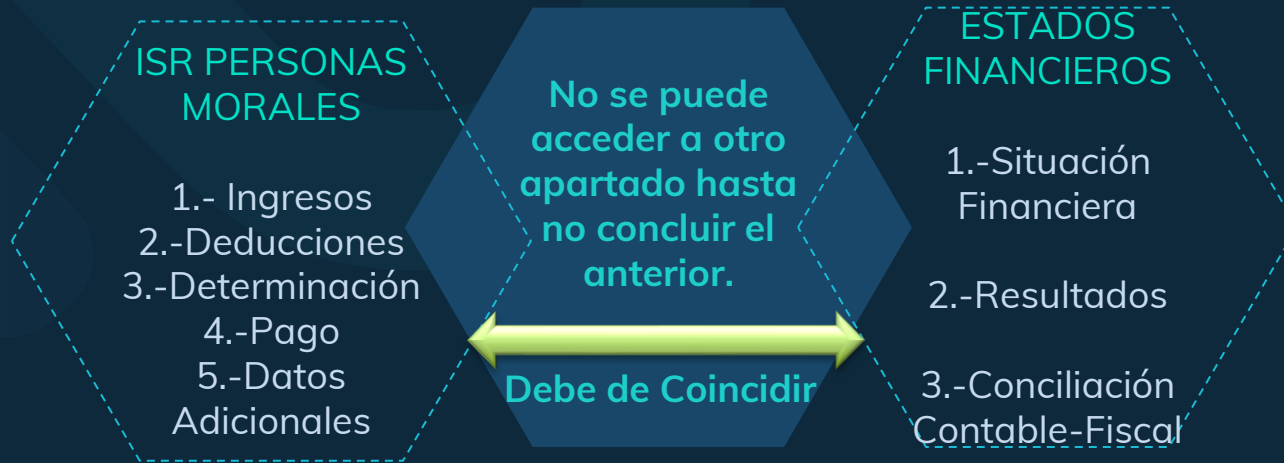 ISR PERSONAS
MORALES
1.- Ingresos
2.-Deducciones
3.-Determinación
4.-Pago
5.-Datos
Adicionales
No se puede
acceder a otro
apartado hasta
no concluir el
anterior.
Debe de Coincidir
ESTADOS
FINANCIEROS
1.-Situación
Financiera
2.-Resultados
3.-Conciliación
Contable-Fiscal